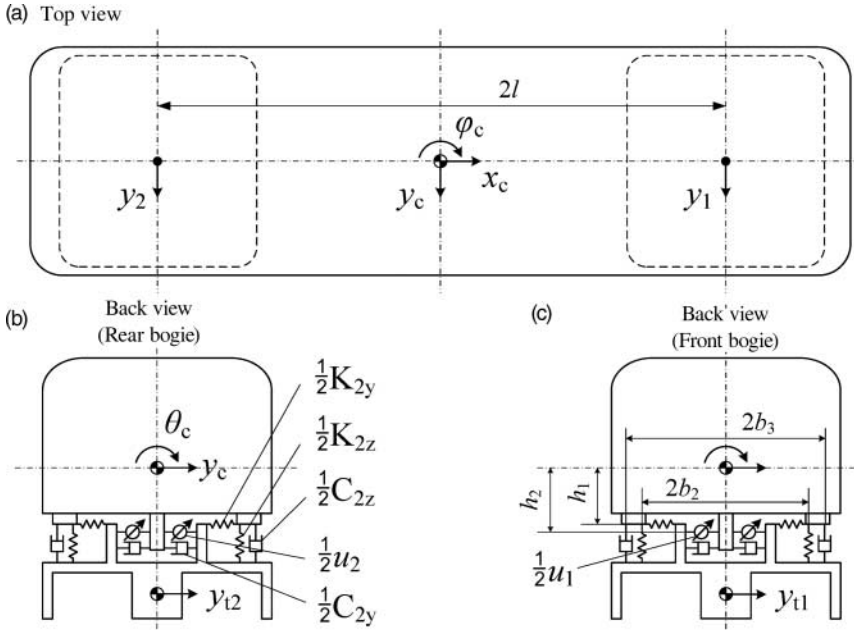 (a) Top view
2l
φc
xc
y2
yc
y1
(b)
Back view
(Rear bogie)
θc
yc
yt2
½K2y
½K2z
½C2z
½u2
½C2y
(c)
Back view
(Front bogie)
2b3
h2
h1
2b2
½u1
yt1